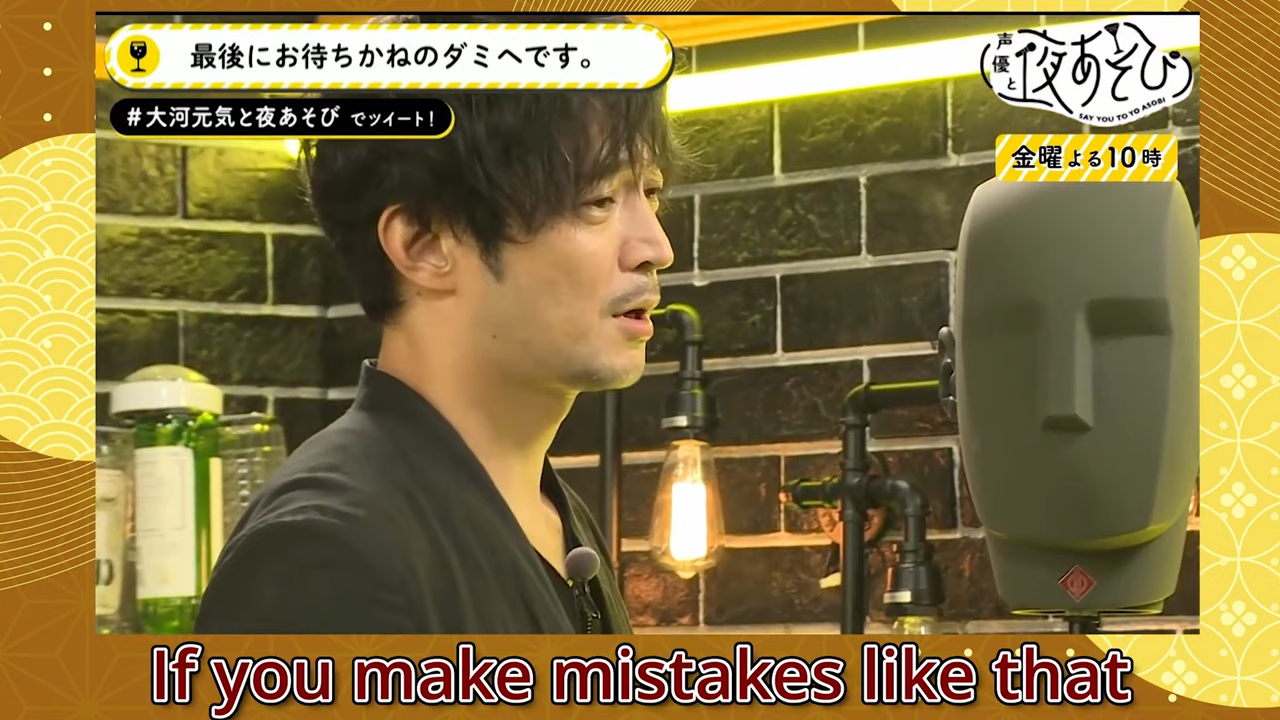 最後にお待ちかねのダミヘです。
#大河元気と夜あそび でツイート!
声優と夜あそび
SAY YOU TO YO ASOBI
金曜よる10時
If you make mistakes like that